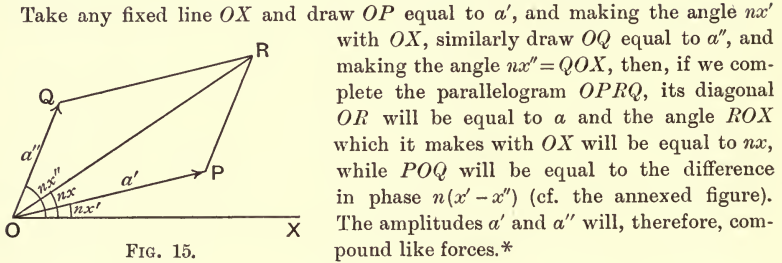 Take any fixed line OX and draw OP equal to a′, and making the angle nx′
with OX, similarly draw OQ equal to a″, and
making the angle nx″=QOX, then, if we com-
plete the parallelogram OPRQ, its diagonal
OR will be equal to a and the angle ROX
which it makes with OX will be equal to nx,
while POQ will be equal to the difference
in phase n(x′−x″) (cf. the annexed figure).
The amplitudes a′ and a″ will, therefore, com-
pound like forces.*
R
Q
a″
nx″
nx
nx′
a′
P
O
X
FIG. 15.